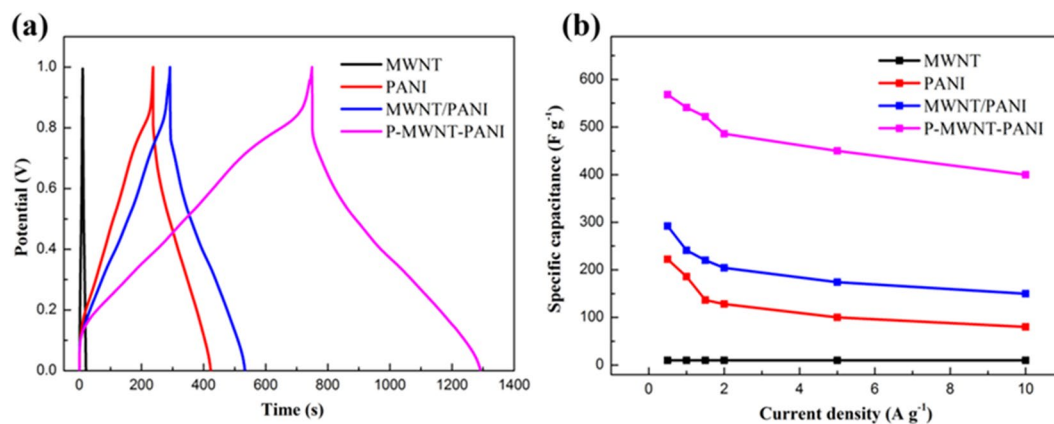 (a)
MWNT
PANI
MWNT/PANI
P-MWNT-PANI
Potential (V)
1.0
0.8
0.6
0.4
0.2
0.0
0 200 400 600 800 1000 1200 1400
Time (s)
(b)
MWNT
PANI
MWNT/PANI
P-MWNT-PANI
Specific capacitance (F g⁻¹)
600
500
400
300
200
100
0
0 2 4 6 8 10
Current density (A g⁻¹)